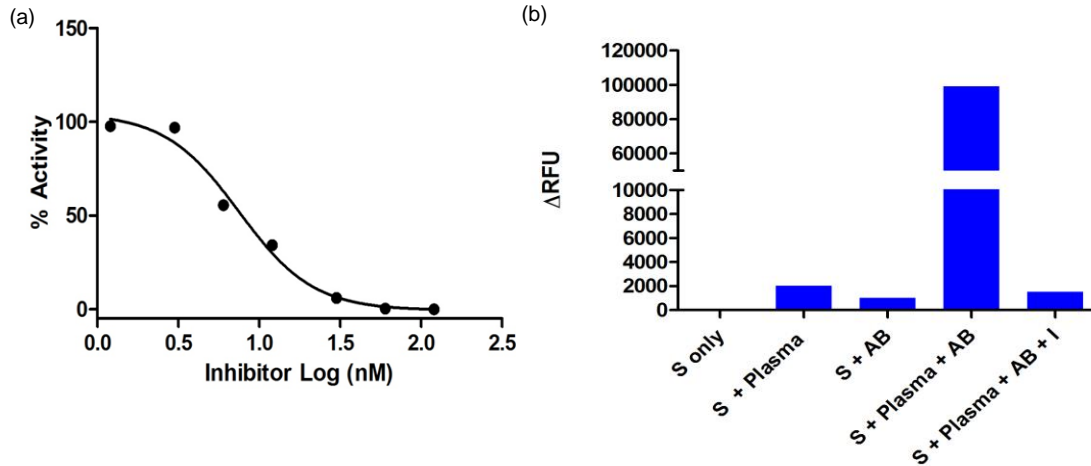 (a)
150
100
50
0
% Activity
0.0 0.5 1.0 1.5 2.0 2.5
Inhibitor Log (nM)
(b)
120000
100000
80000
60000
10000
8000
6000
4000
2000
0
ΔRFU
S only
S + Plasma
S + AB
S + Plasma + AB
S + Plasma + AB + I